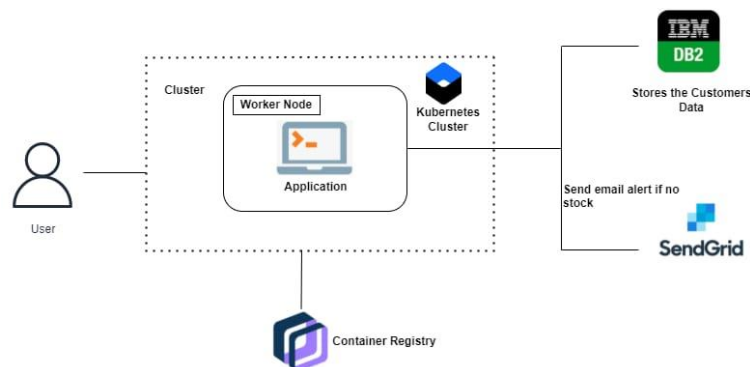 IBM
DB2
Stores the Customers
Data
Cluster
Worker Node
Kubernetes
Cluster
Application
User
Send email alert if no
stock
SendGrid
Container Registry